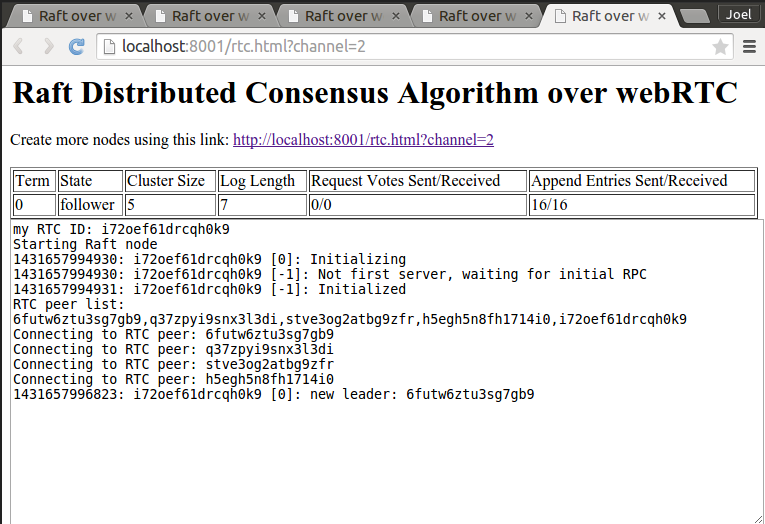 Raft over w
Raft over w
Raft over w
Raft over w
Raft over w
Joel
localhost:8001/rtc.html?channel=2
Raft Distributed Consensus Algorithm over webRTC
Create more nodes using this link: http://localhost:8001/rtc.html?channel=2
Term State Cluster Size Log Length Request Votes Sent/Received Append Entries Sent/Received
0 follower 5 7 0/0 16/16
my RTC ID: i72oef61drcqh0k9
Starting Raft node
1431657994930: i72oef61drcqh0k9 [0]: Initializing
1431657994930: i72oef61drcqh0k9 [-1]: Not first server, waiting for initial RPC
1431657994931: i72oef61drcqh0k9 [-1]: Initialized
RTC peer list:
6futw6ztu3sg7gb9,q37zpyi9snx3l3di,stve3og2atbg9zfr,h5egh5n8fh1714i0,i72oef61drcqh0k9
Connecting to RTC peer: 6futw6ztu3sg7gb9
Connecting to RTC peer: q37zpyi9snx3l3di
Connecting to RTC peer: stve3og2atbg9zfr
Connecting to RTC peer: h5egh5n8fh1714i0
1431657996823: i72oef61drcqh0k9 [0]: new leader: 6futw6ztu3sg7gb9